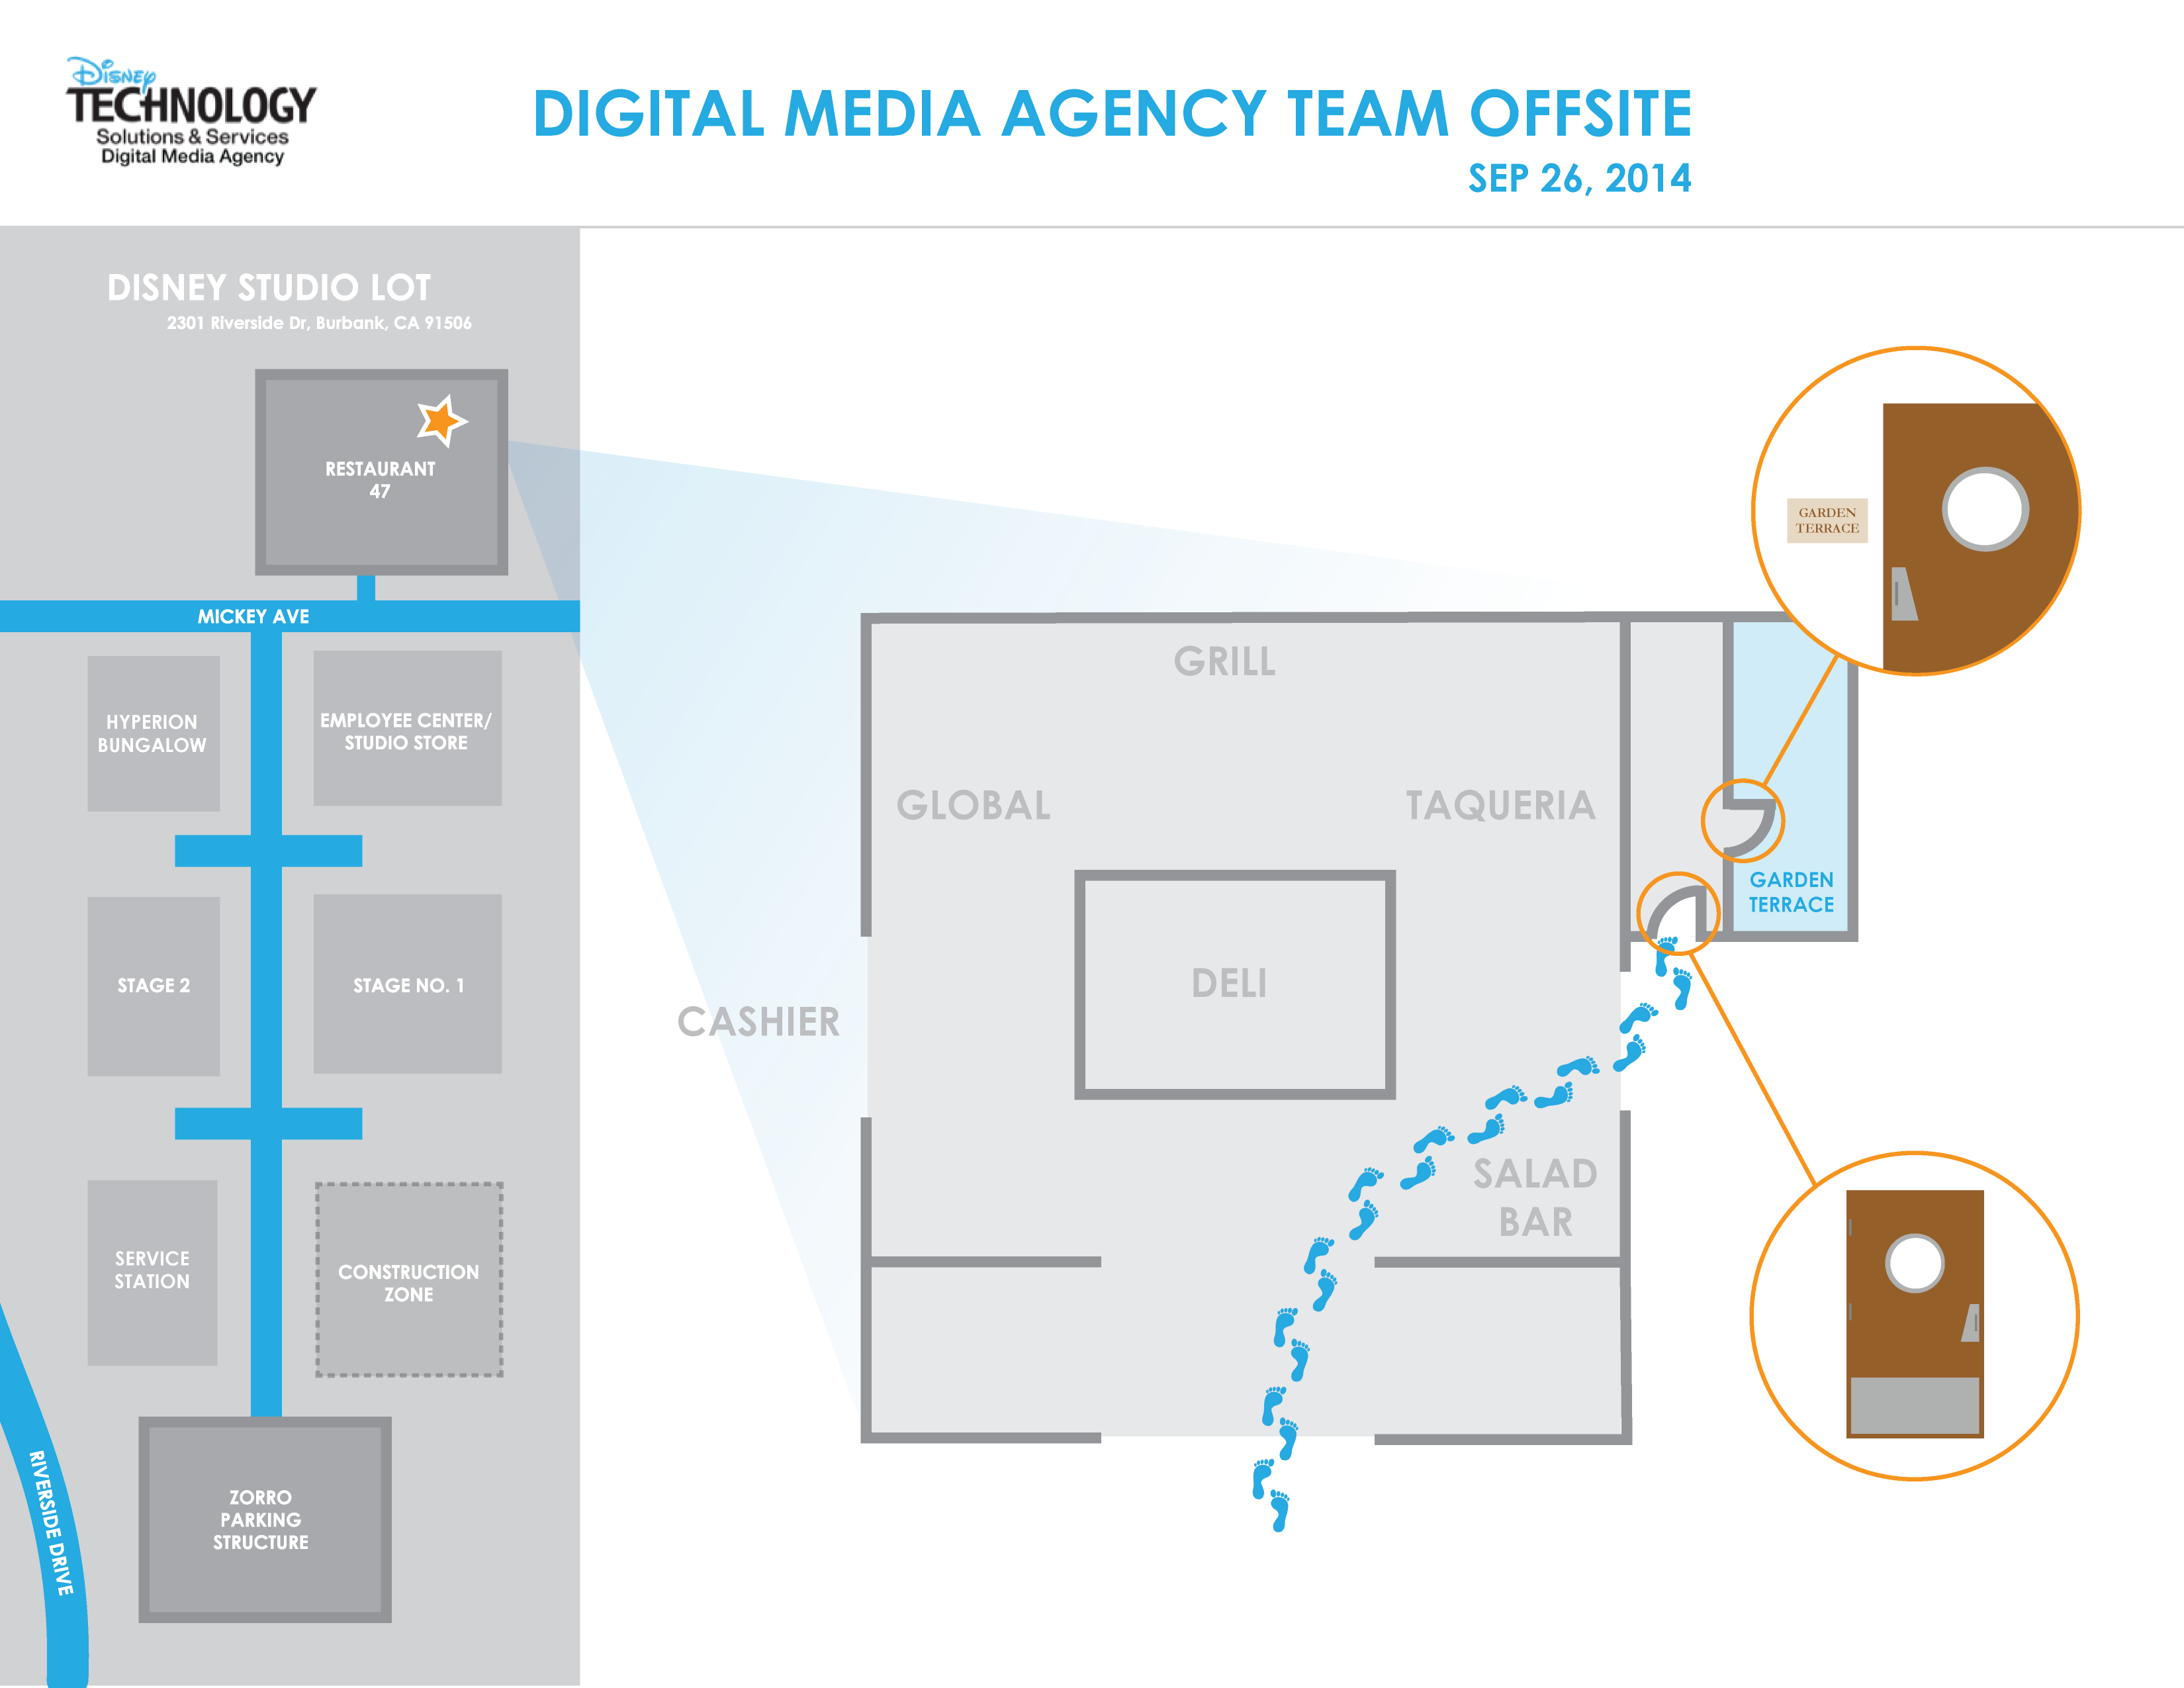 Disney
TECHNOLOGY
Solutions & Services
Digital Media Agency
DIGITAL MEDIA AGENCY TEAM OFFSITE
SEP 26, 2014
DISNEY STUDIO LOT
2301 Riverside Dr, Burbank, CA 91506
RESTAURANT
47
MICKEY AVE
HYPERION
BUNGALOW
EMPLOYEE CENTER/
STUDIO STORE
STAGE 2
STAGE NO. 1
SERVICE
STATION
CONSTRUCTION
ZONE
RIVERSIDE DRIVE
ZORRO
PARKING
STRUCTURE
GRILL
GLOBAL
TAQUERIA
DELI
CASHIER
SALAD
BAR
GARDEN
TERRACE
GARDEN
TERRACE